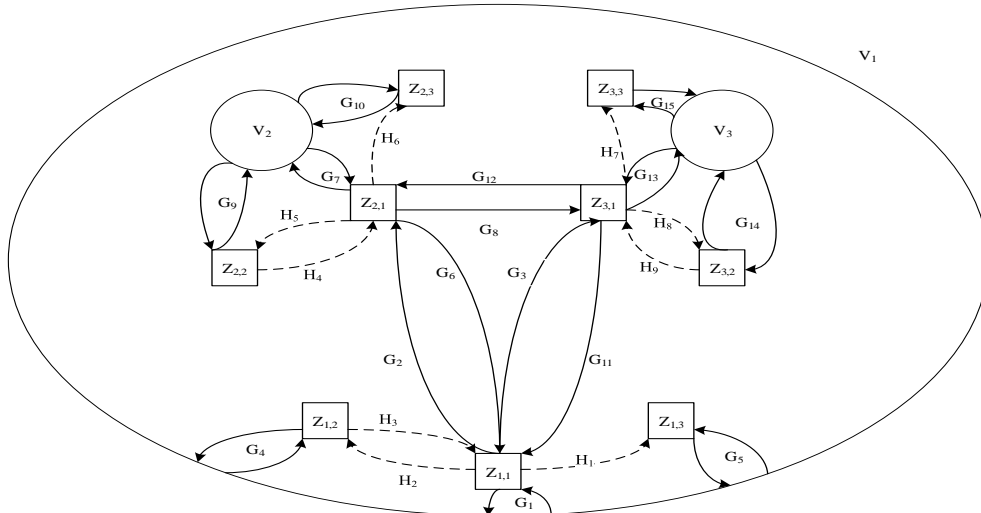 V1
Z2,3
Z3,3
G10
G15
V2
V3
H6
H7
G7
G12
G13
G9
Z2,1
Z3,1
H5
H8
G14
G8
Z2,2
H4
G6
G3
H9
Z3,2
G2
G11
Z1,2
H3
Z1,3
G4
G5
H2
Z1,1
H1
G1